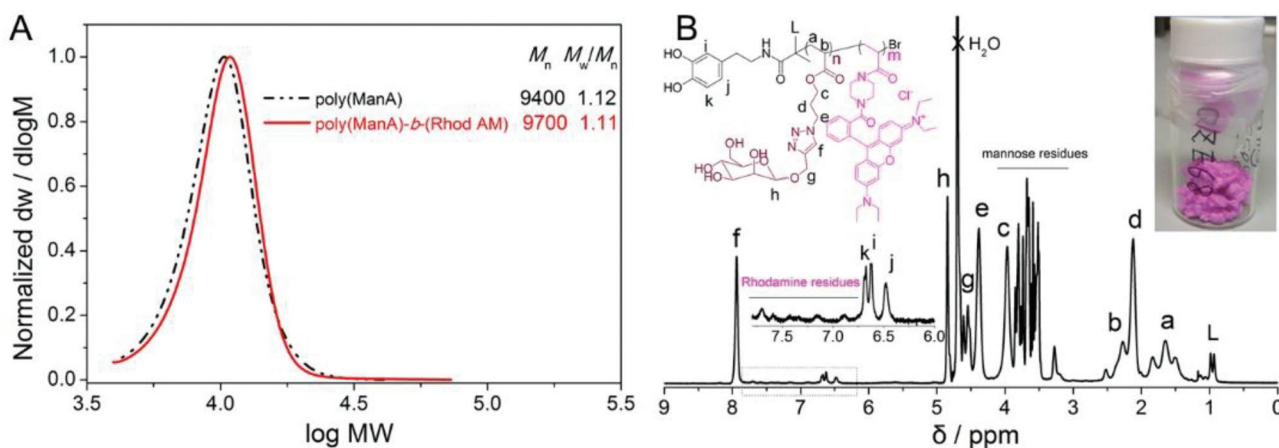 A
Normalized dw / dlogM
1.0
0.8
0.6
0.4
0.2
0.0
Mn Mw/Mn
poly(ManA) 9400 1.12
poly(ManA)-b-(Rhod AM) 9700 1.11
3.5 4.0 4.5 5.0 5.5
log MW
B
L
a
b
Br
n
m
HO
HO
i
j
k
N
H
O
O
O
c
d
e
N
N
N
N
N
O
f
g
h
HO
OH
HO
HO
O
O
Cl-
N+
O
N
X H2O
mannose residues
f
h
g
e
c
d
b
a
L
Rhodamine residues
k
i
j
7.5 7.0 6.5 6.0
9 8 7 6 5 4 3 2 1 0
δ / ppm